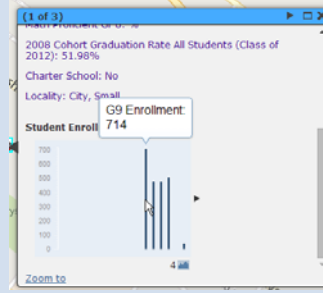 (1 of 3)
2008 Cohort Graduation Rate All Students (Class of
2012): 51.98%
Charter School: No
Locality: City, Small
G9 Enrollment:
714
Student Enroll
700
600
500
400
300
200
100
0
4
Zoom to